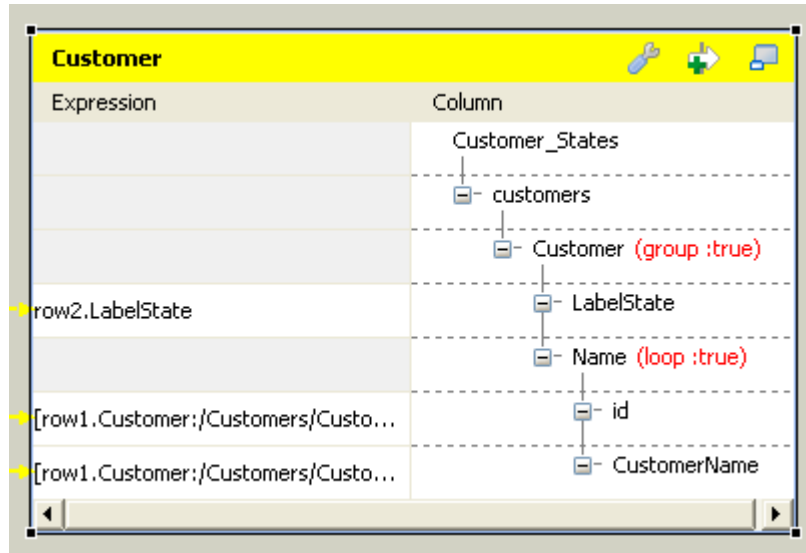 Customer
Expression Column
Customer_States
customers
Customer (group :true)
row2.LabelState LabelState
Name (loop :true)
[row1.Customer:/Customers/Custo... id
[row1.Customer:/Customers/Custo... CustomerName